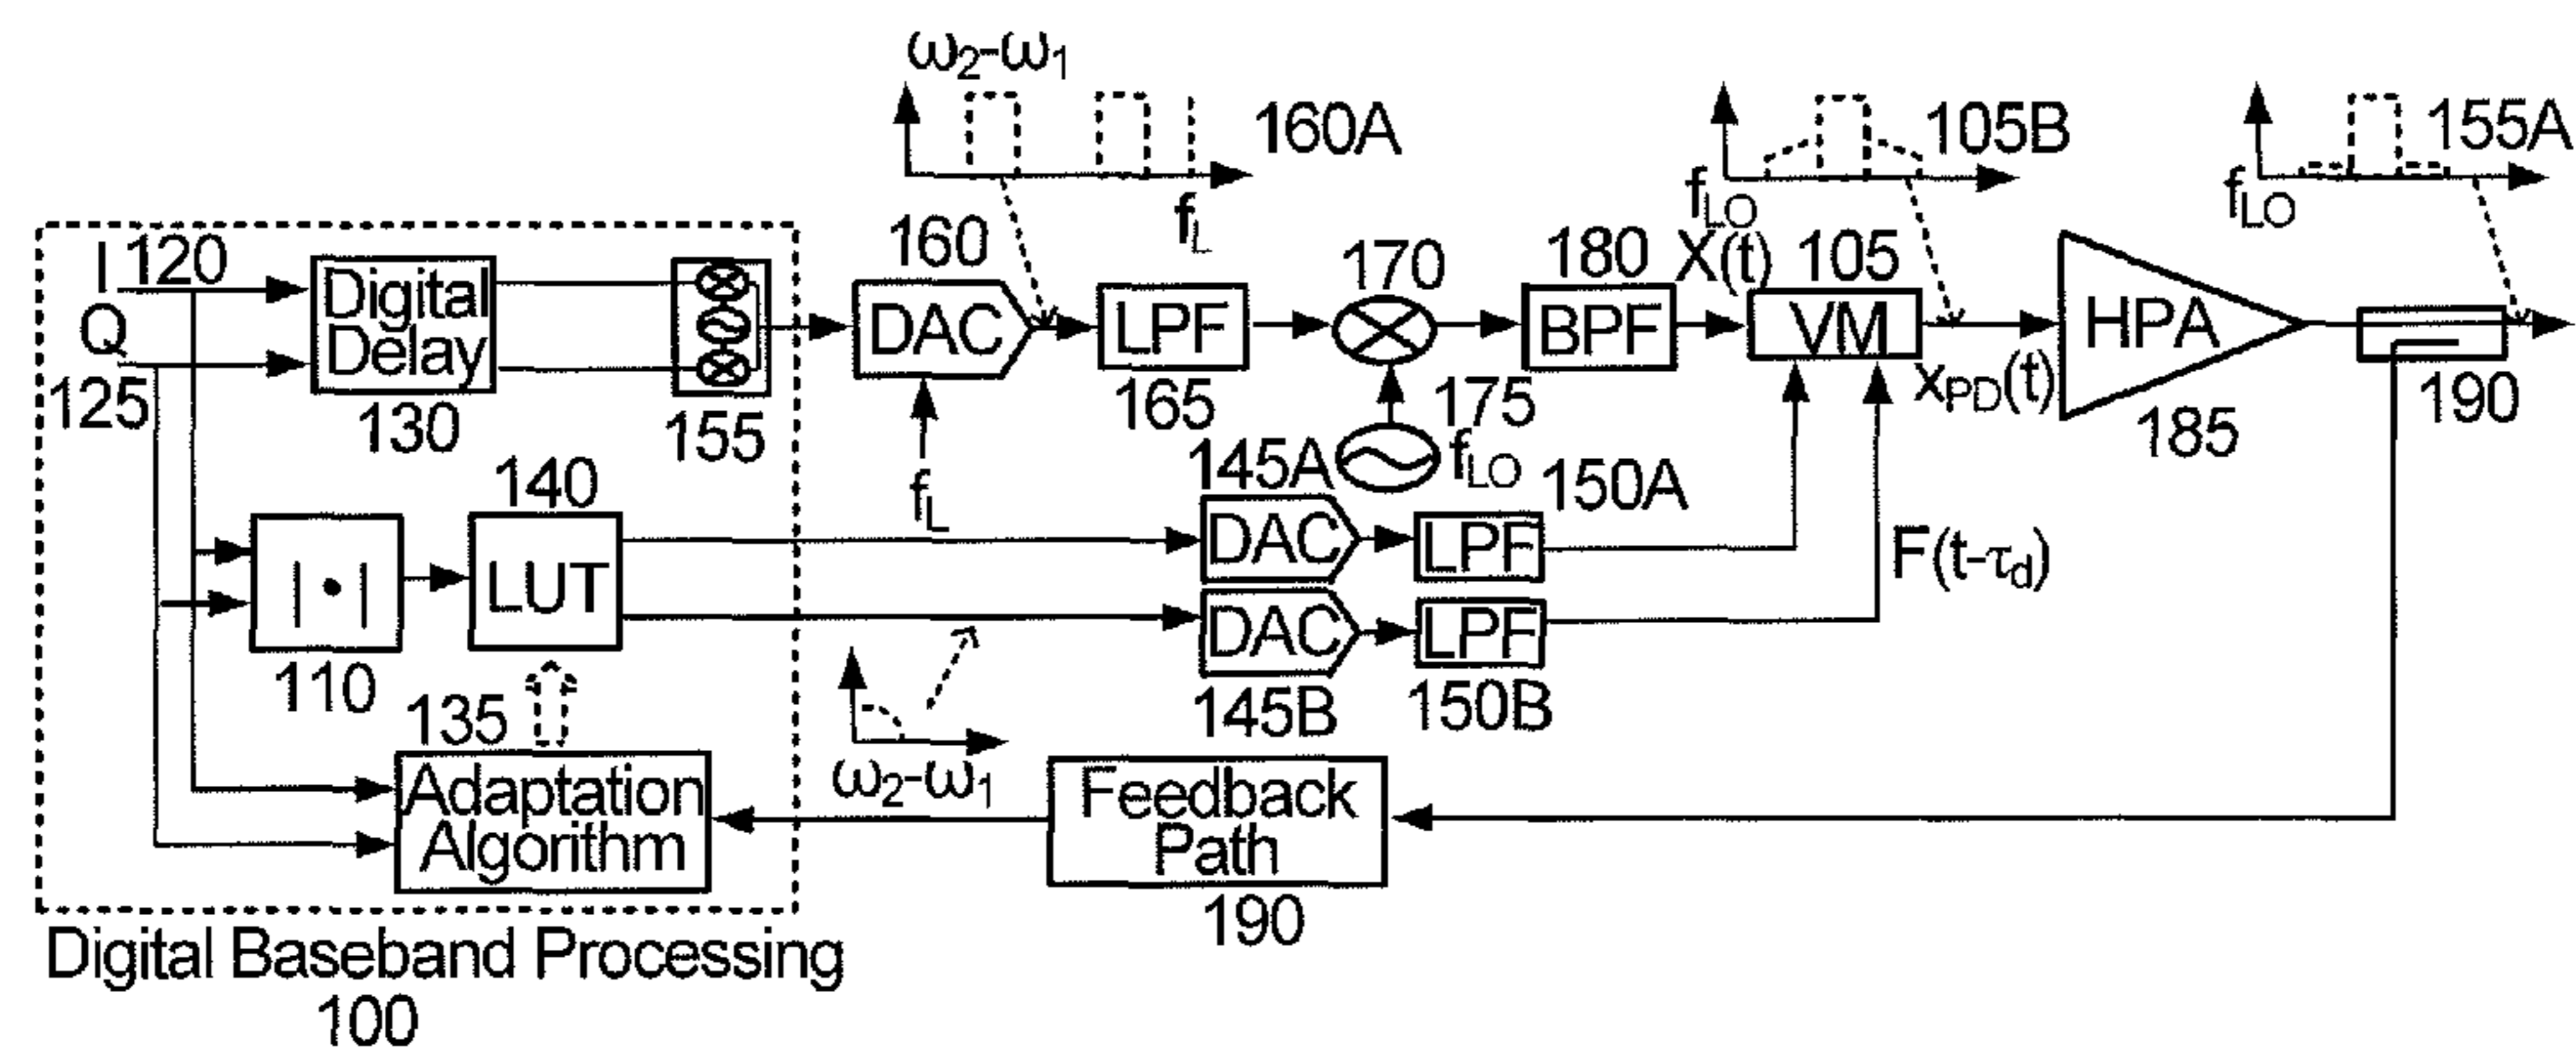 ω2-ω1
160A
fL
105B
fLO
155A
fLO
I 120
Q
125
Digital
Delay
130
155
160
DAC
fL
LPF
165
170
175
fLO
180
BPF
X(t)
105
VM
xPD(t)
HPA
185
190
140
LUT
|•|
110
145A
DAC
150A
LPF
DAC
145B
LPF
150B
F(t-τd)
135
Adaptation
Algorithm
ω2-ω1
Feedback
Path
190
Digital Baseband Processing
100